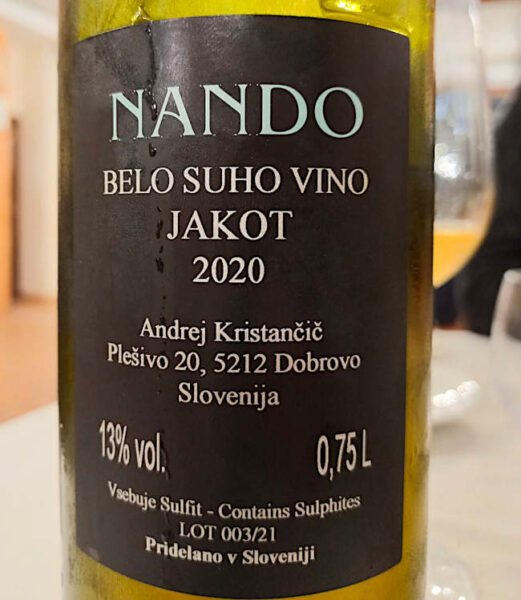 NANDO
BELO SUHO VINO
JAKOT
2020
Andrej Kristančič
Plešivo 20, 5212 Dobrovo
Slovenija
13% vol. 0,75 L
Vsebuje Sulfit - Contains Sulphites
LOT 003/21
Pridelano v Sloveniji